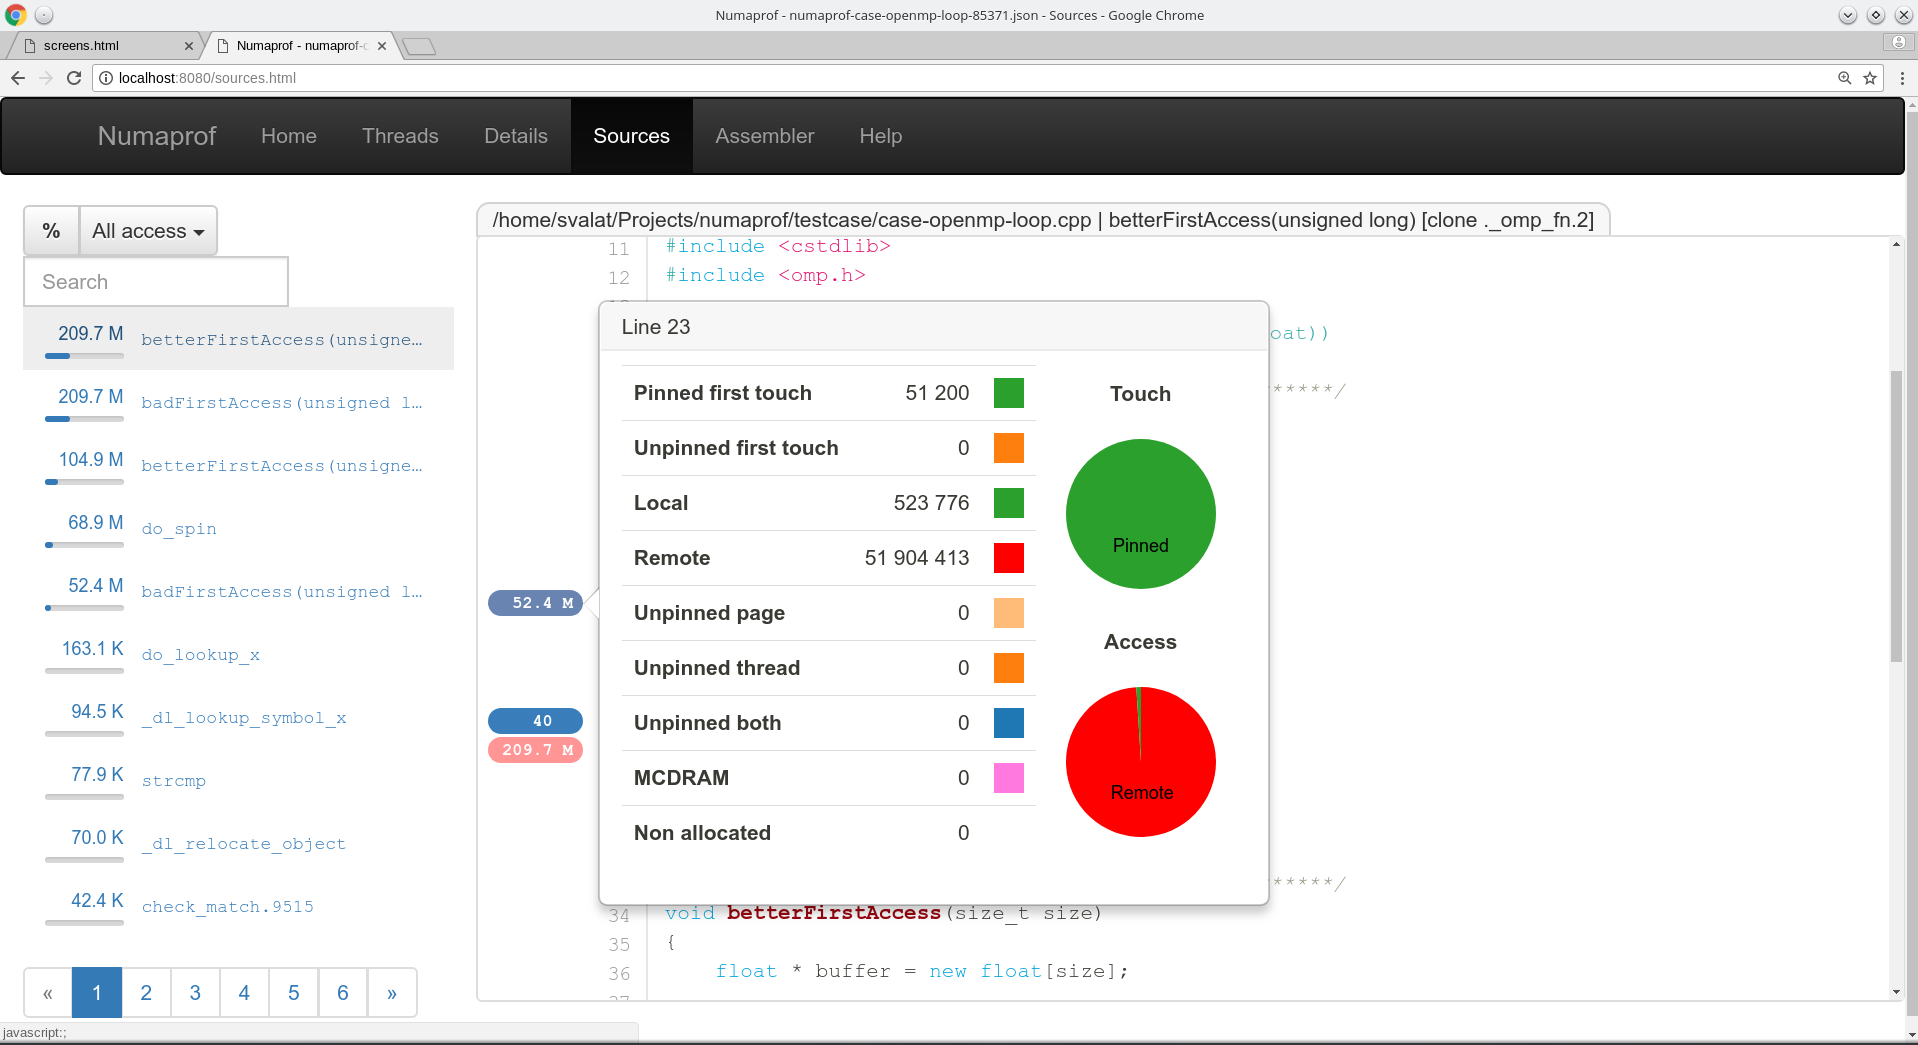 Numaprof - numaprof-case-openmp-loop-85371.json - Sources - Google Chrome
screens.html
Numaprof - numaprof-c
localhost:8080/sources.html
Numaprof Home Threads Details Sources Assembler Help
% All access
Search
209.7 M betterFirstAccess(unsigne…
209.7 M badFirstAccess(unsigned l…
104.9 M betterFirstAccess(unsigne…
68.9 M do_spin
52.4 M badFirstAccess(unsigned l…
163.1 K do_lookup_x
94.5 K _dl_lookup_symbol_x
77.9 K strcmp
70.0 K _dl_relocate_object
42.4 K check_match.9515
« 1 2 3 4 5 6 »
javascript:;
/home/svalat/Projects/numaprof/testcase/case-openmp-loop.cpp | betterFirstAccess(unsigned long) [clone ._omp_fn.2]
11 #include <cstdlib>
12 #include <omp.h>
oat))
******/
52.4 M
40
209.7 M
Line 23
Pinned first touch 51 200
Unpinned first touch 0
Local 523 776
Remote 51 904 413
Unpinned page 0
Unpinned thread 0
Unpinned both 0
MCDRAM 0
Non allocated 0
Touch
Pinned
Access
Remote
******/
34 void betterFirstAccess(size_t size)
35 {
36 float * buffer = new float[size];